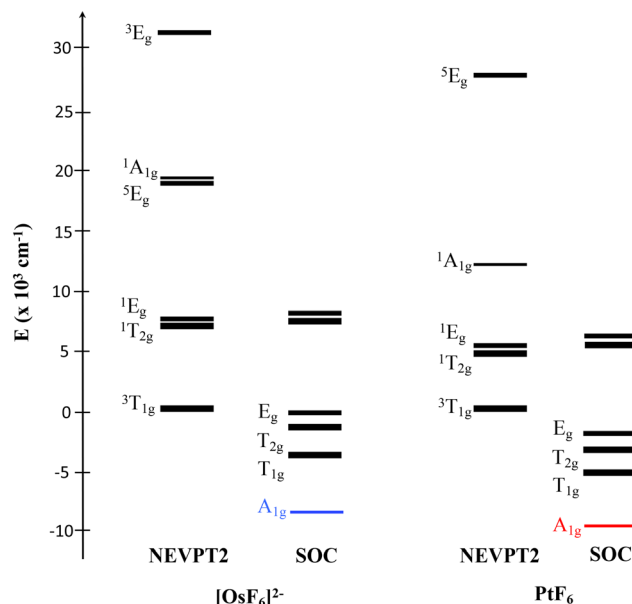 ³E_g
30
⁵E_g
25
20
¹A_1g
⁵E_g
15
¹A_1g
E (x 10³ cm⁻¹)
10
¹E_g
¹T_2g
¹E_g
¹T_2g
5
³T_1g
³T_1g
0
E_g
E_g
T_2g
T_2g
-5
T_1g
T_1g
A_1g
A_1g
-10
NEVPT2 SOC NEVPT2 SOC
[OsF₆]²⁻ PtF₆